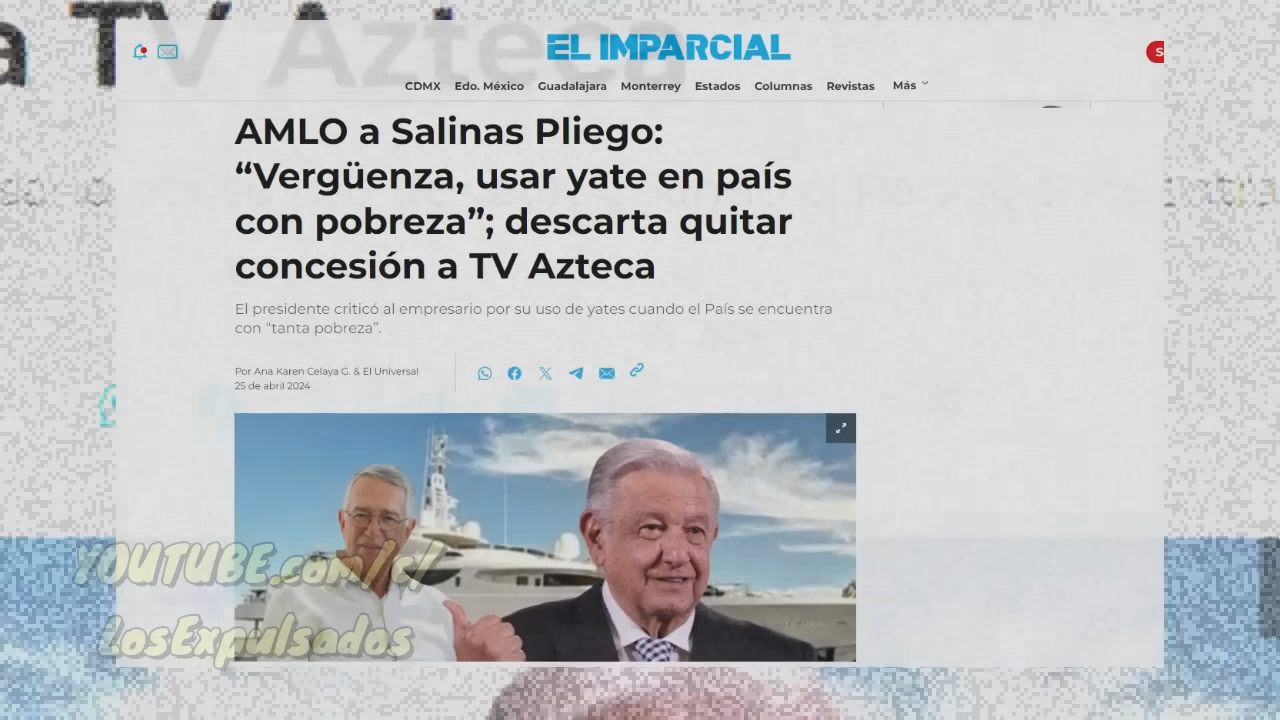 a TV Azteca
EL IMPARCIAL
S
CDMX Edo. México Guadalajara Monterrey Estados Columnas Revistas Más
AMLO a Salinas Pliego:
“Vergüenza, usar yate en país
con pobreza”; descarta quitar
concesión a TV Azteca
El presidente criticó al empresario por su uso de yates cuando el País se encuentra
con “tanta pobreza”.
Por Ana Karen Celaya G. & El Universal
25 de abril 2024
YOUTUBE.com/c/
LosExpulsados